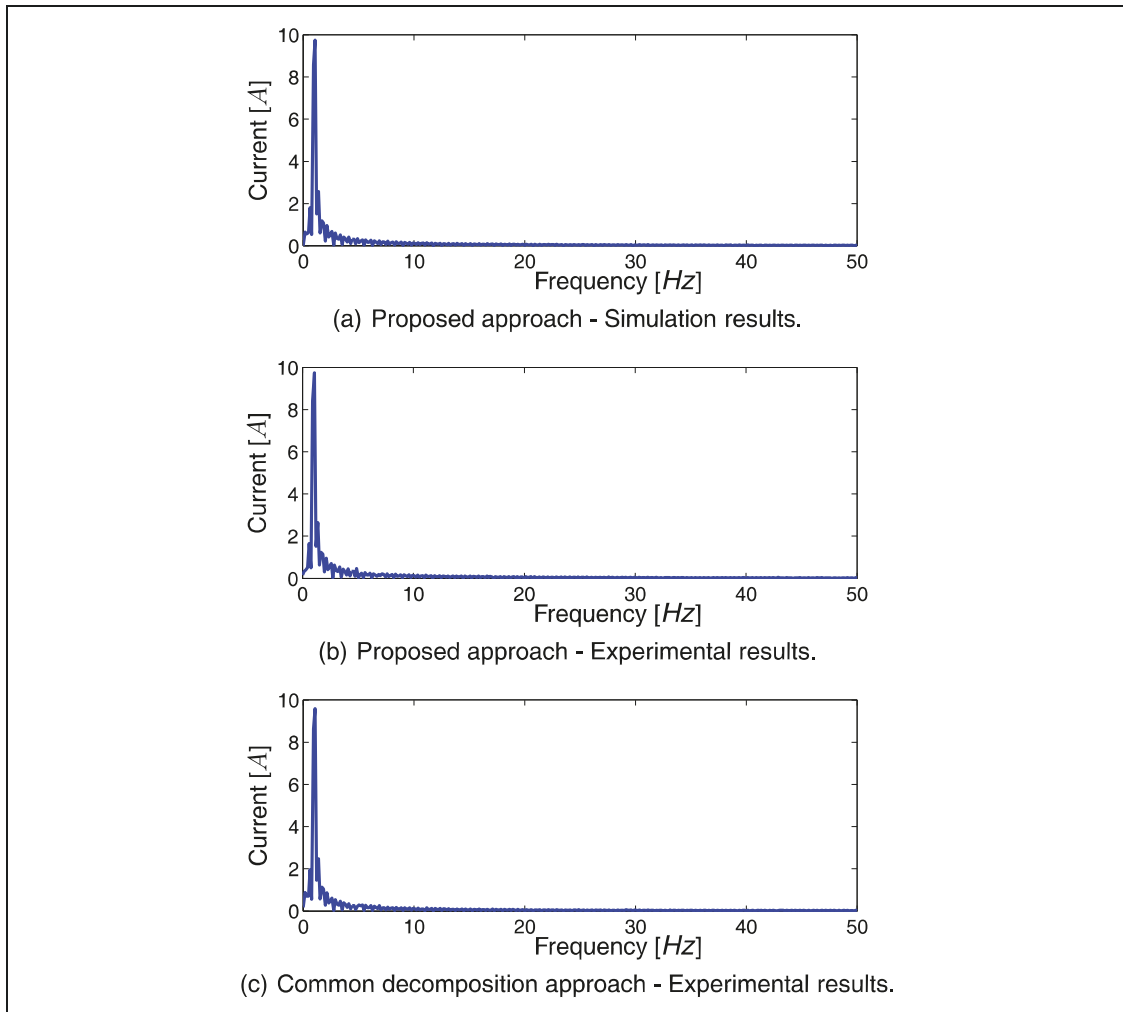 10
8
6
4
2
0
Current [A]
0 10 20 30 40 50
Frequency [Hz]
(a) Proposed approach - Simulation results.
10
8
6
4
2
0
Current [A]
0 10 20 30 40 50
Frequency [Hz]
(b) Proposed approach - Experimental results.
10
8
6
4
2
0
Current [A]
0 10 20 30 40 50
Frequency [Hz]
(c) Common decomposition approach - Experimental results.